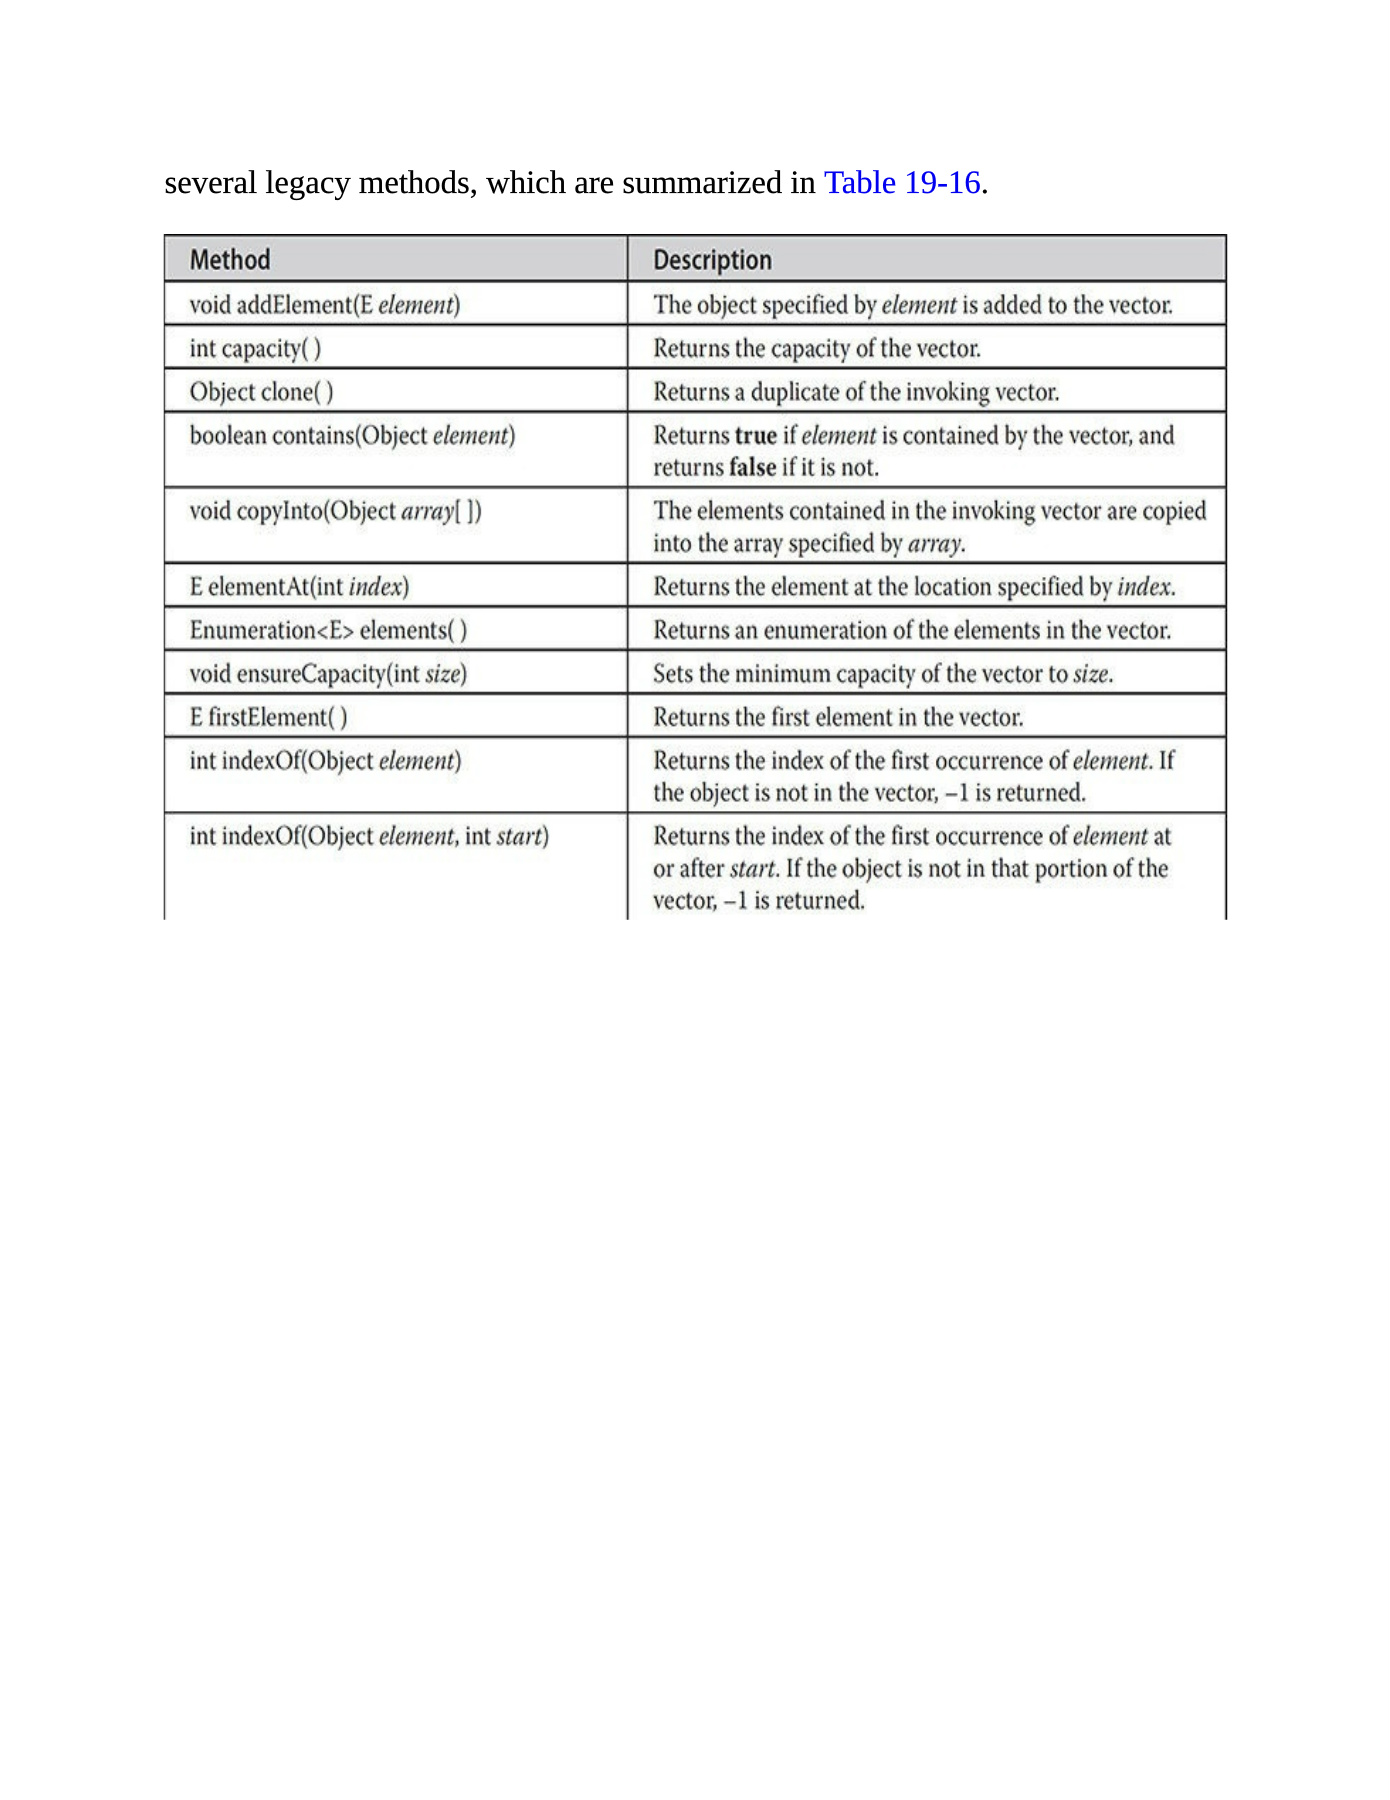 several legacy methods, which are summarized in Table 19-16.
Method Description
void addElement(E element) The object specified by element is added to the vector.
int capacity( ) Returns the capacity of the vector.
Object clone( ) Returns a duplicate of the invoking vector.
boolean contains(Object element) Returns true if element is contained by the vector, and
returns false if it is not.
void copyInto(Object array[ ]) The elements contained in the invoking vector are copied
into the array specified by array.
E elementAt(int index) Returns the element at the location specified by index.
Enumeration<E> elements( ) Returns an enumeration of the elements in the vector.
void ensureCapacity(int size) Sets the minimum capacity of the vector to size.
E firstElement( ) Returns the first element in the vector.
int indexOf(Object element) Returns the index of the first occurrence of element. If
the object is not in the vector, –1 is returned.
int indexOf(Object element, int start) Returns the index of the first occurrence of element at
or after start. If the object is not in that portion of the
vector, –1 is returned.